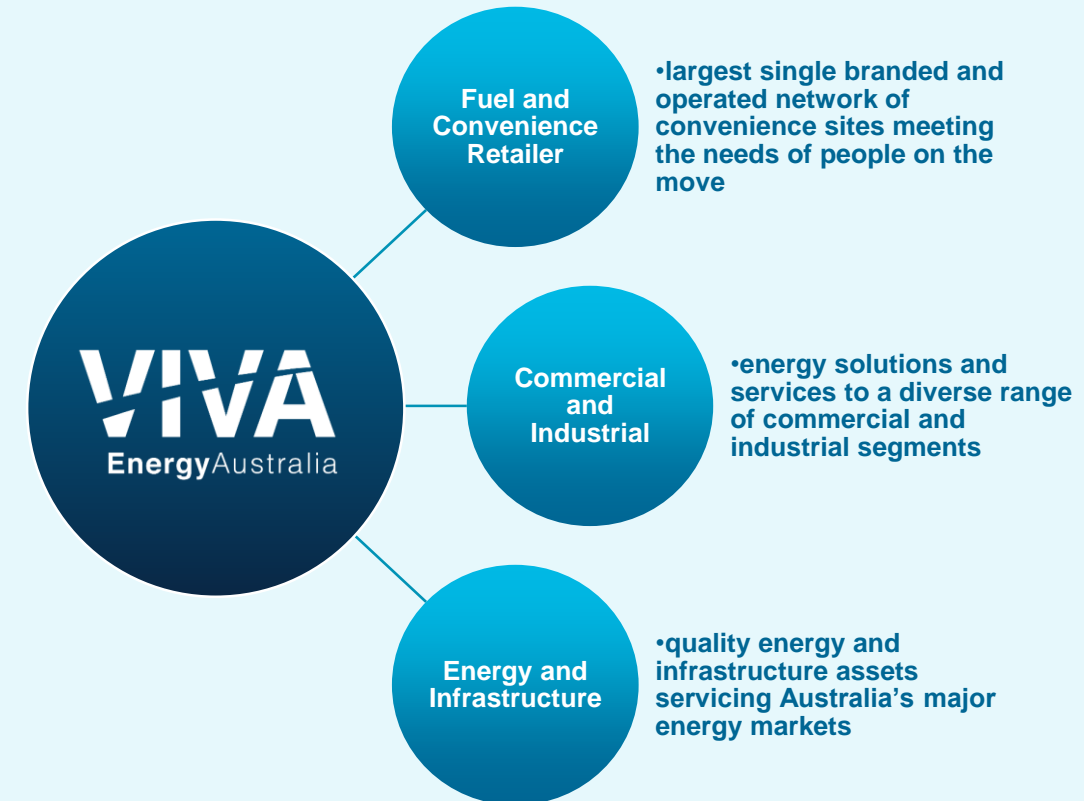 Fuel and
Convenience
Retailer
•largest single branded and
operated network of
convenience sites meeting
the needs of people on the
move
VIVA
EnergyAustralia
Commercial
and
Industrial
•energy solutions and
services to a diverse range
of commercial and
industrial segments
Energy and
Infrastructure
•quality energy and
infrastructure assets
servicing Australia’s major
energy markets